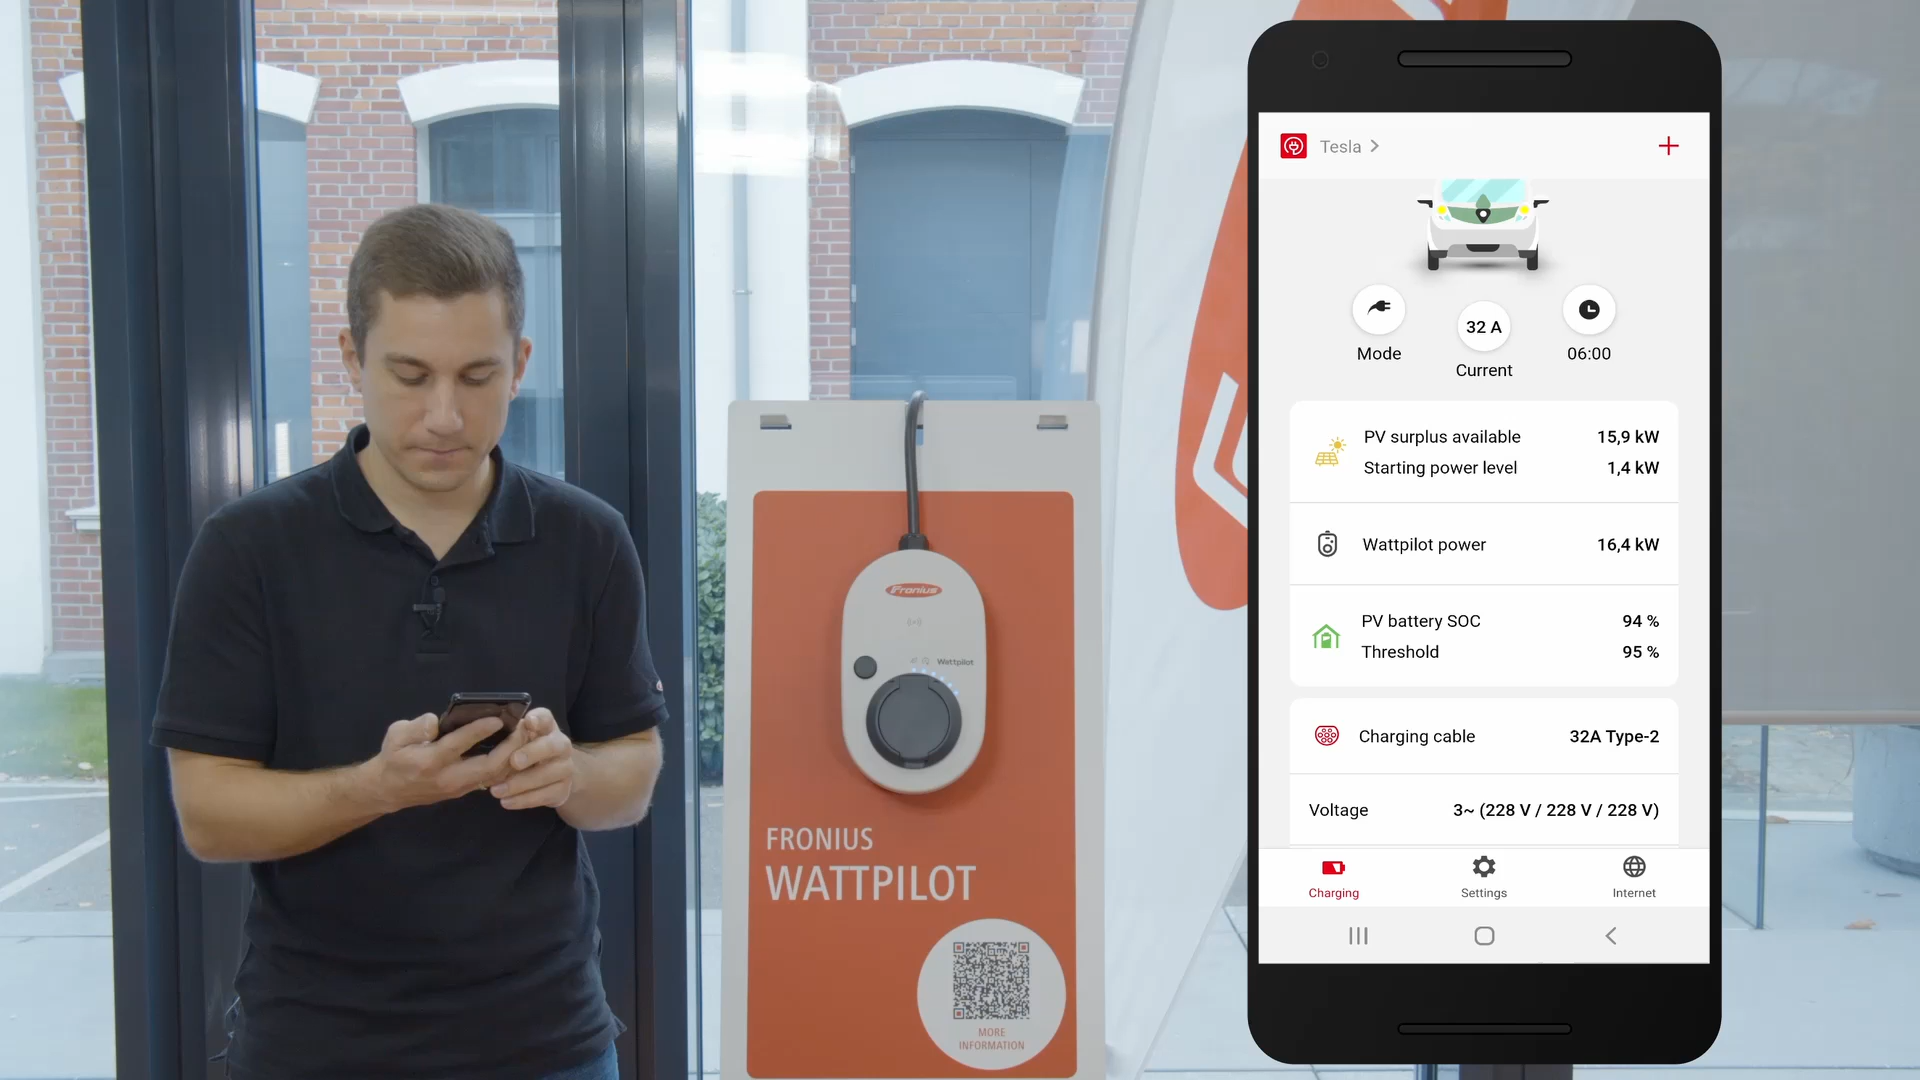 Tesla
32 A
Mode
Current
06:00
PV surplus available 15,9 kW
Starting power level 1,4 kW
Wattpilot power 16,4 kW
PV battery SOC 94 %
Threshold 95 %
Charging cable 32A Type-2
Voltage 3~ (228 V / 228 V / 228 V)
Charging
Settings
Internet
Fronius
Wattpilot
FRONIUS
WATTPILOT
MORE
INFORMATION